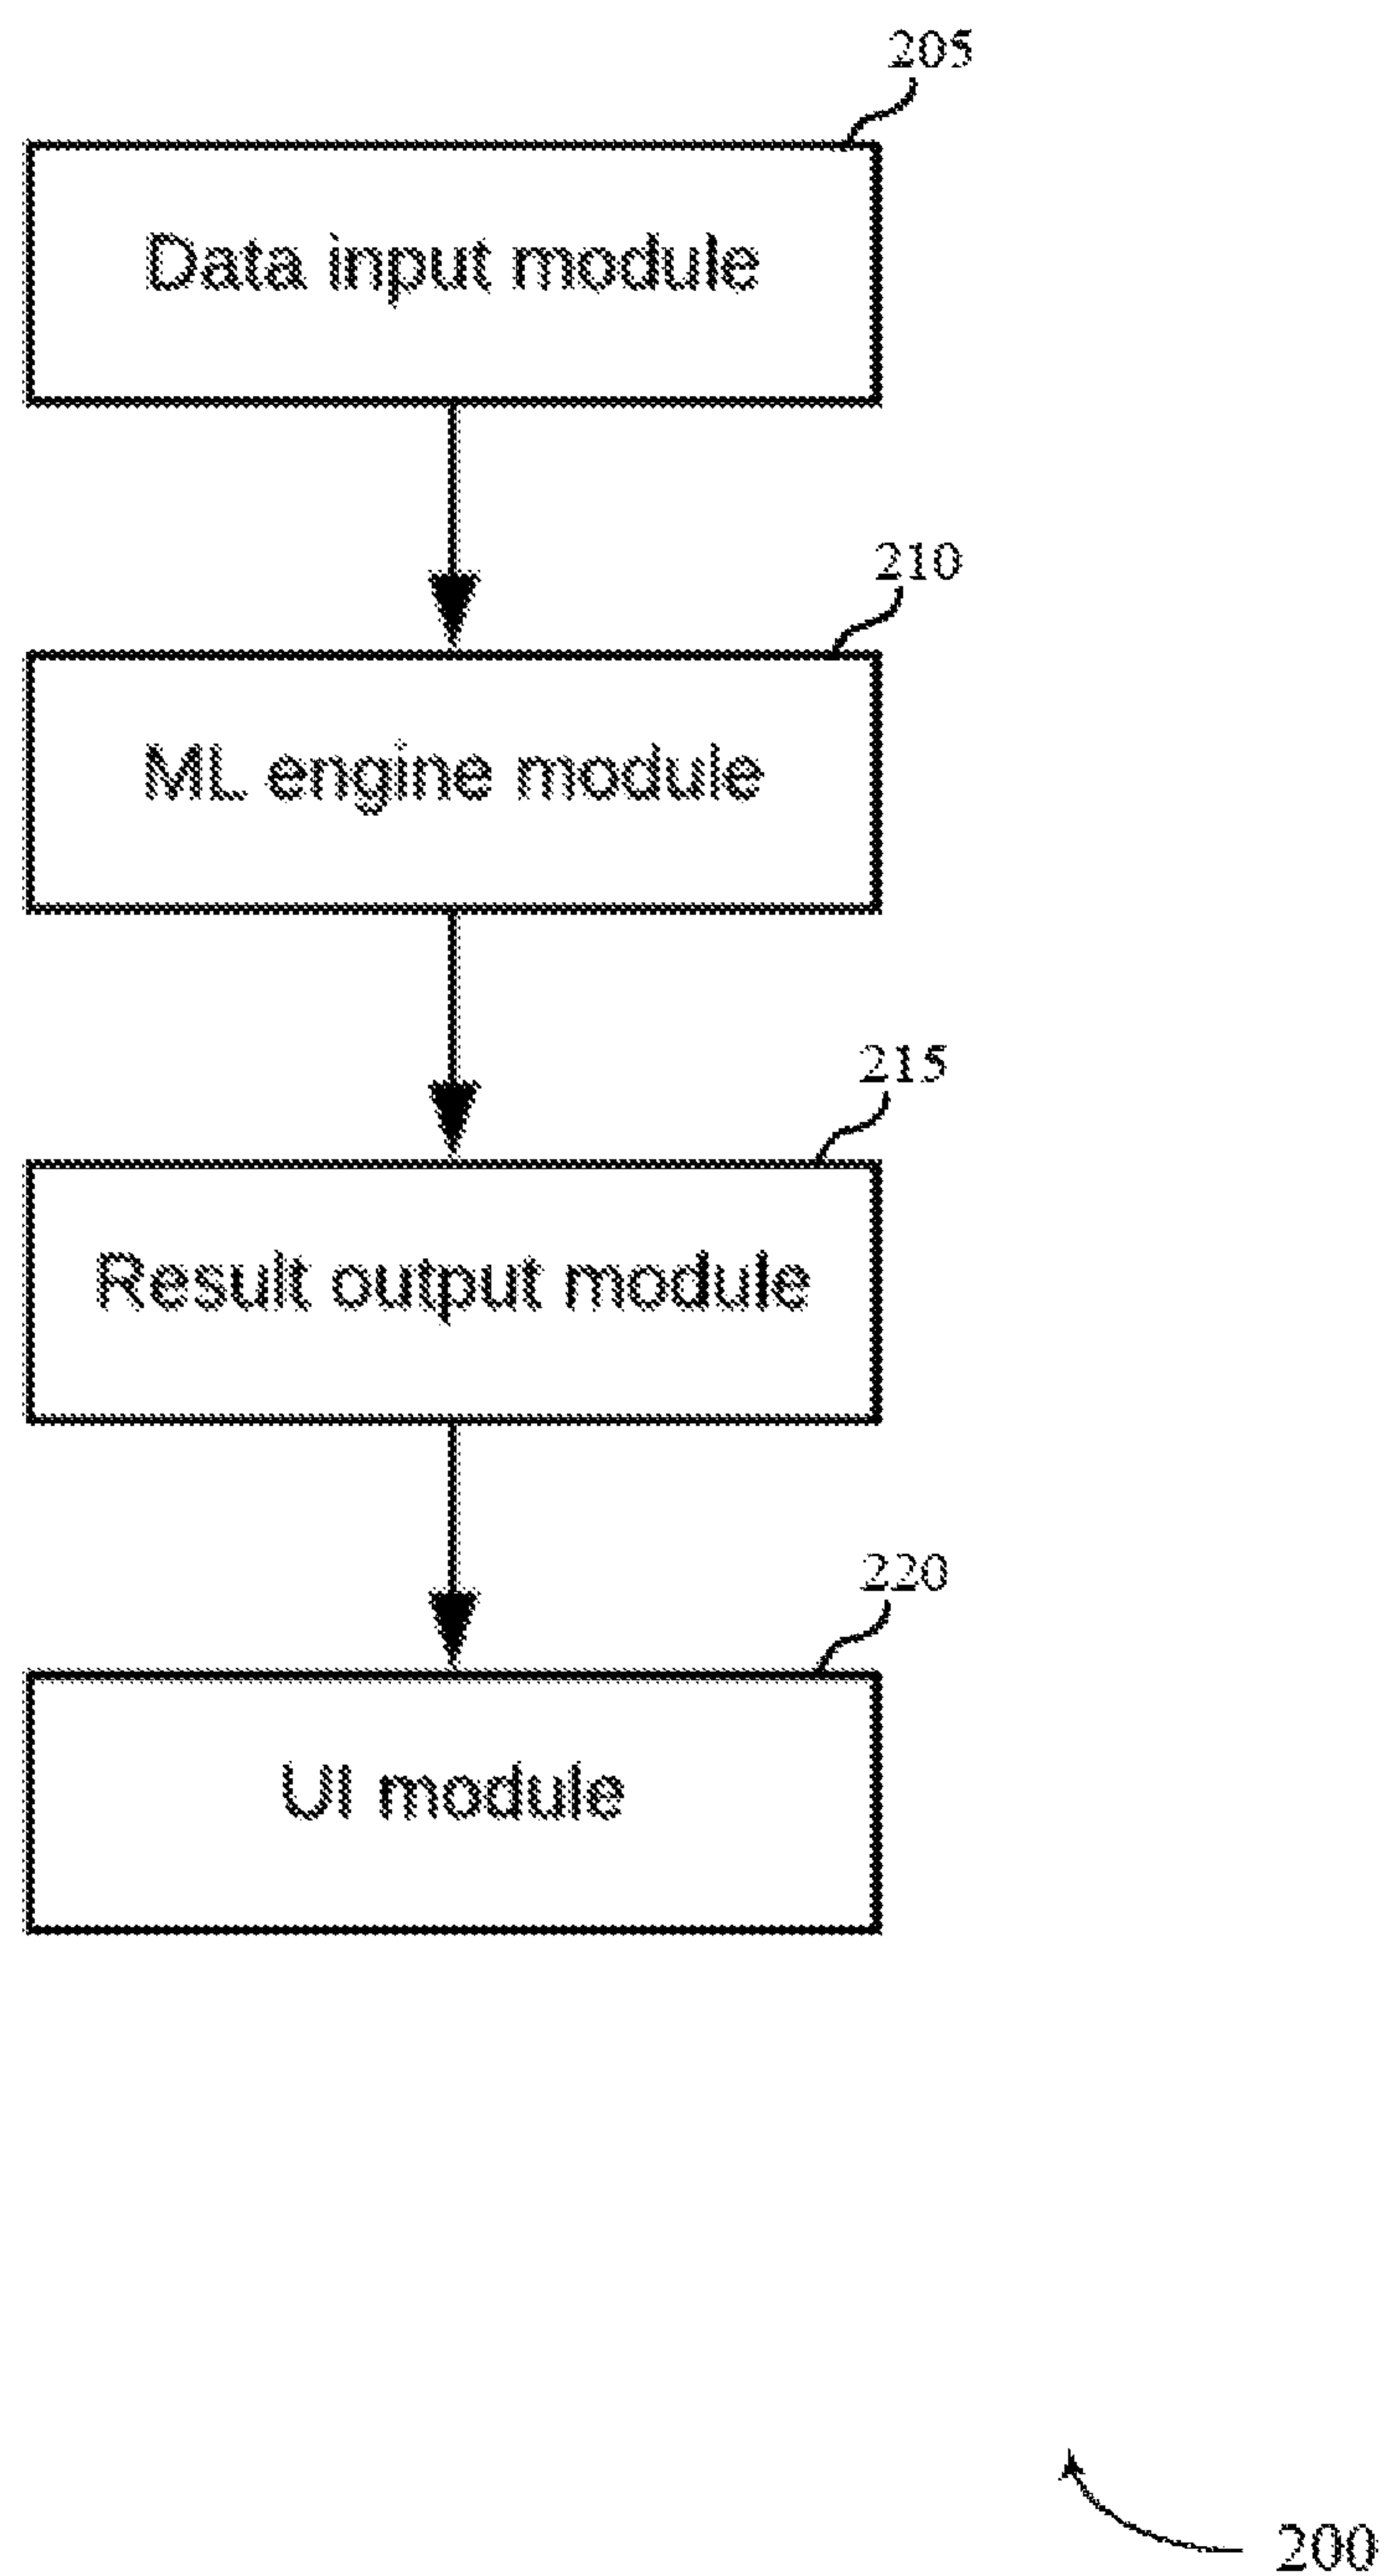 205
Data input module
210
ML engine module
215
Result output module
220
UI module
200